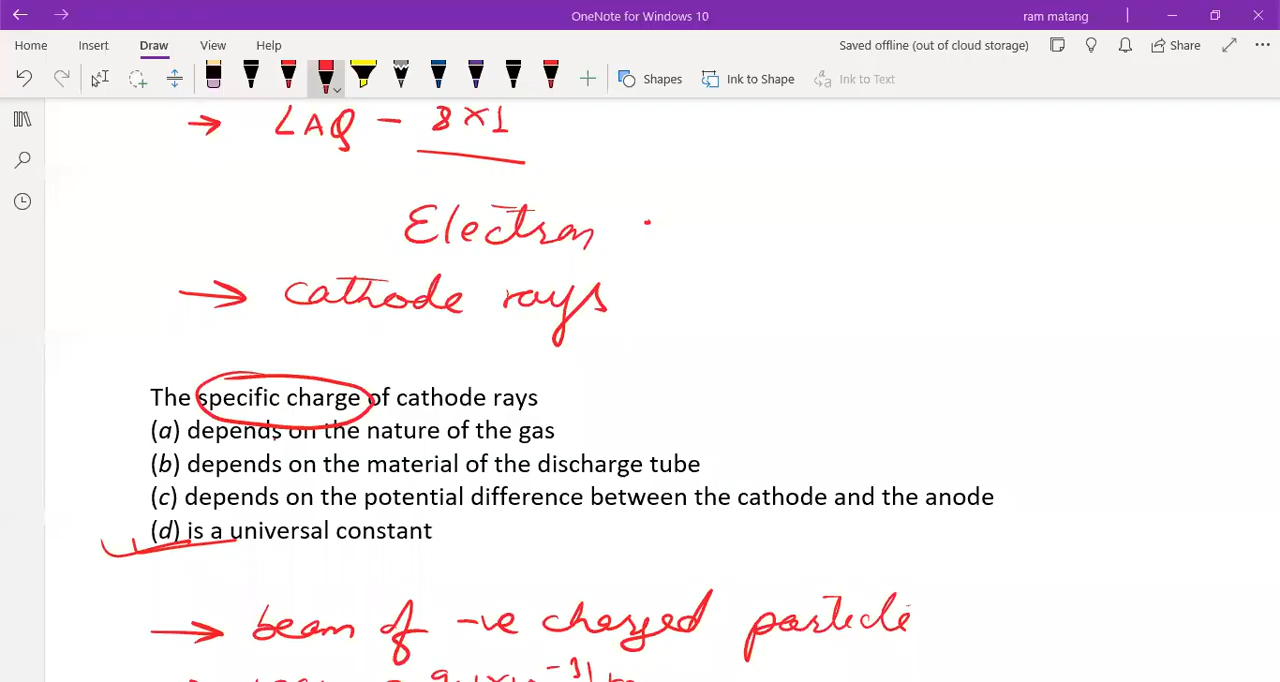 OneNote for Windows 10
ram matang
Home Insert Draw View Help
Saved offline (out of cloud storage) Share
Shapes Ink to Shape Ink to Text
→ LAQ - 8×1
Electron
→ cathode rays
The specific charge of cathode rays
(a) depends on the nature of the gas
(b) depends on the material of the discharge tube
(c) depends on the potential difference between the cathode and the anode
(d) is a universal constant
→ beam of -ve charged particle